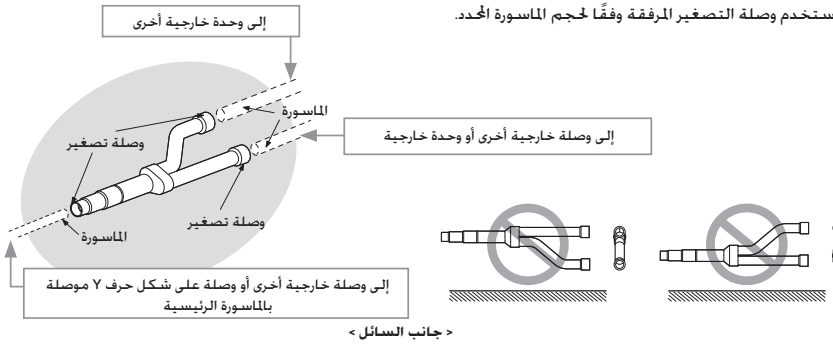 ستخدم وصلة التصغير المرفقة وفقًا لحجم الماسورة المحدد.
إلى وحدة خارجية أخرى
الماسورة
إلى وصلة خارجية أخرى أو وحدة خارجية
وصلة تصغير
وصلة تصغير
الماسورة
إلى وصلة خارجية أخرى أو وصلة على شكل حرف Y موصلة
بالماسورة الرئيسية
< جانب السائل >